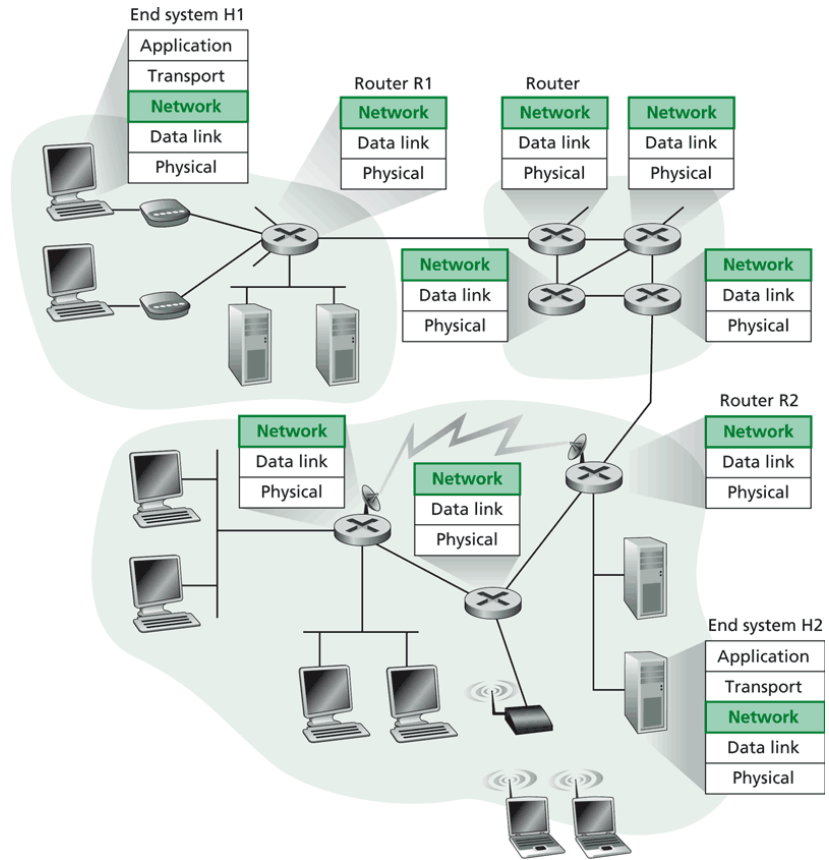 End system H1
Application
Transport
Network
Data link
Physical
Router R1
Network
Data link
Physical
Router
Network
Data link
Physical
Network
Data link
Physical
Network
Data link
Physical
Network
Data link
Physical
Network
Data link
Physical
Network
Data link
Physical
Router R2
Network
Data link
Physical
End system H2
Application
Transport
Network
Data link
Physical